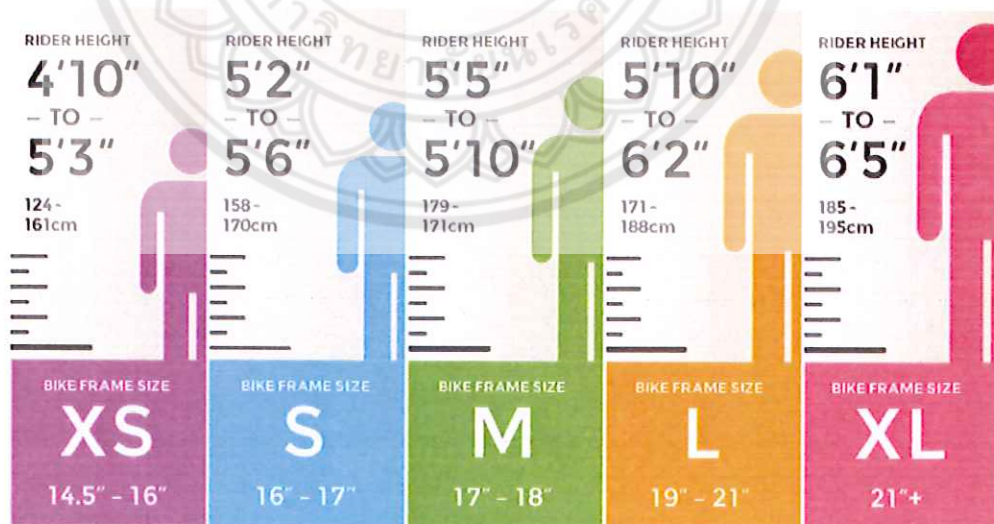 RIDER HEIGHT
4'10"
- TO -
5'3"
124-
161cm
BIKE FRAME SIZE
XS
14.5" - 16"
RIDER HEIGHT
5'2"
- TO -
5'6"
158-
170cm
BIKE FRAME SIZE
S
16" - 17"
RIDER HEIGHT
5'5"
- TO -
5'10"
179-
171cm
BIKE FRAME SIZE
M
17" - 18"
RIDER HEIGHT
5'10"
- TO -
6'2"
171-
188cm
BIKE FRAME SIZE
L
19" - 21"
RIDER HEIGHT
6'1"
- TO -
6'5"
185-
195cm
BIKE FRAME SIZE
XL
21"+